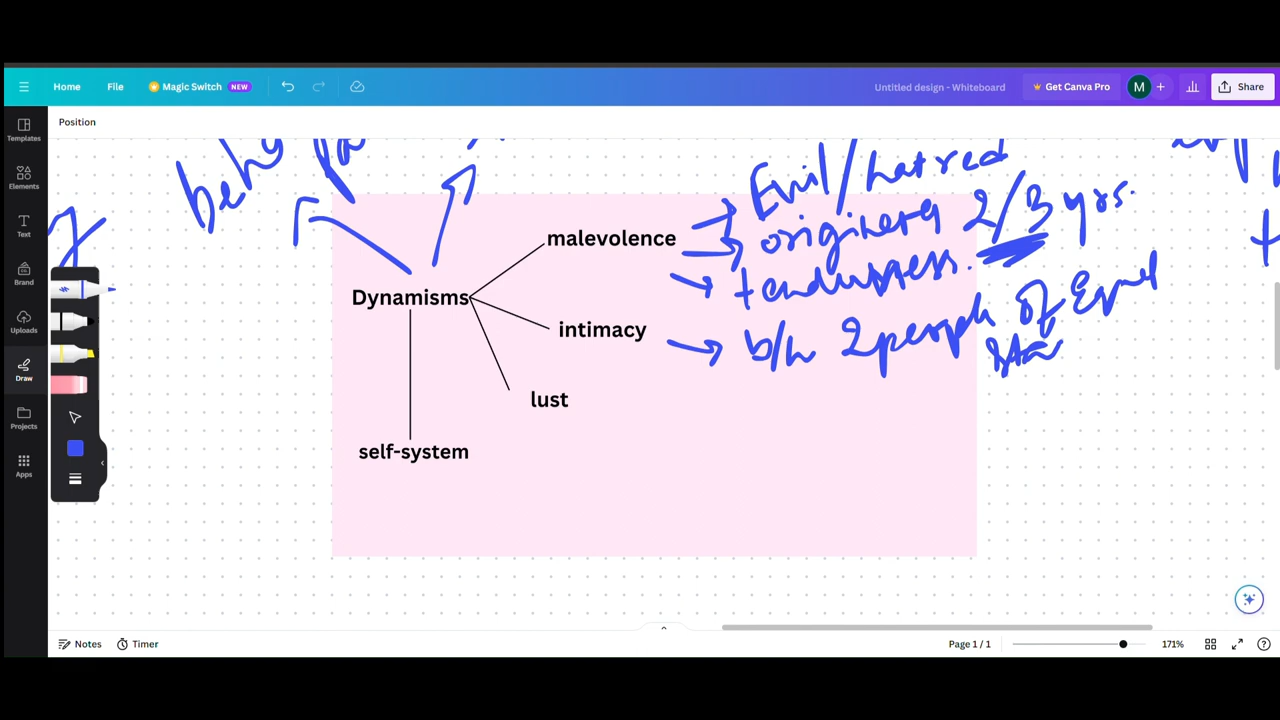 Home File Magic Switch NEW Untitled design - Whiteboard Get Canva Pro M + Share
Position
Templates
Elements
Text
Brand
Uploads
Draw
Projects
Apps
Evil/hatred
malevolence
2/3 yrs.
Dynamisms
tenderness.
intimacy
b/w 2 people of Equal
lust
self-system
Notes Timer Page 1 / 1 171%